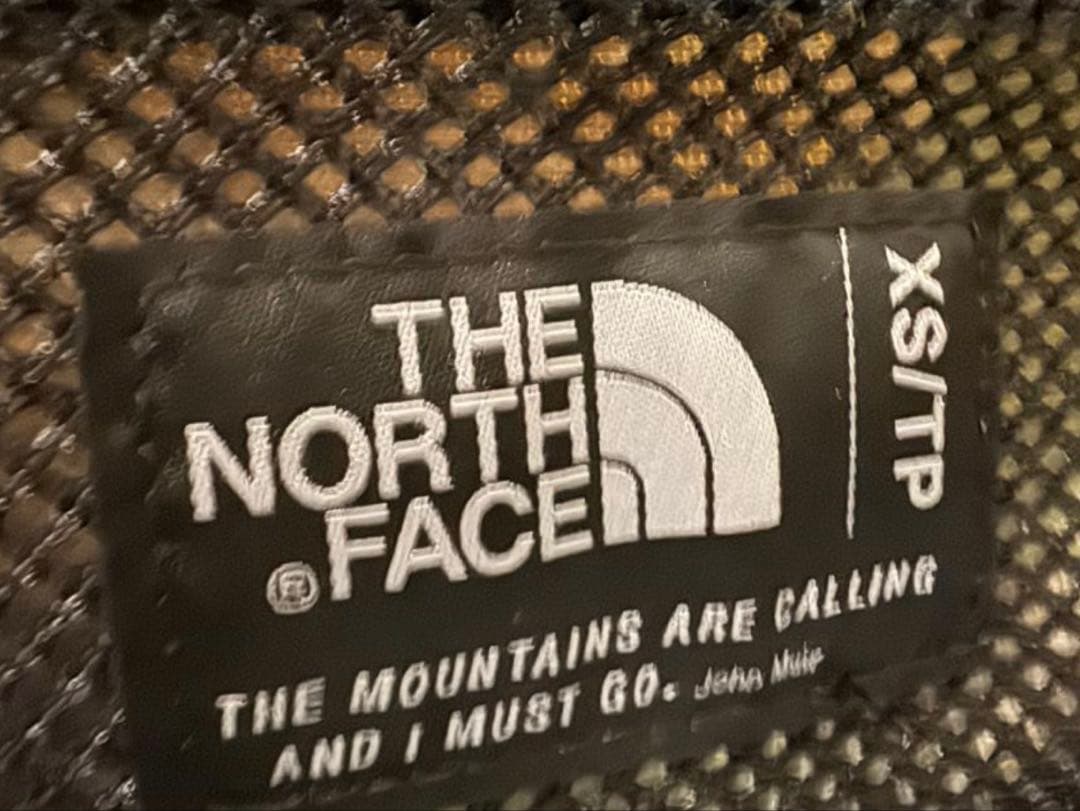 THE
NORTH
FACE
®
XS/TP
THE MOUNTAINS ARE CALLING
AND I MUST GO. John Muir